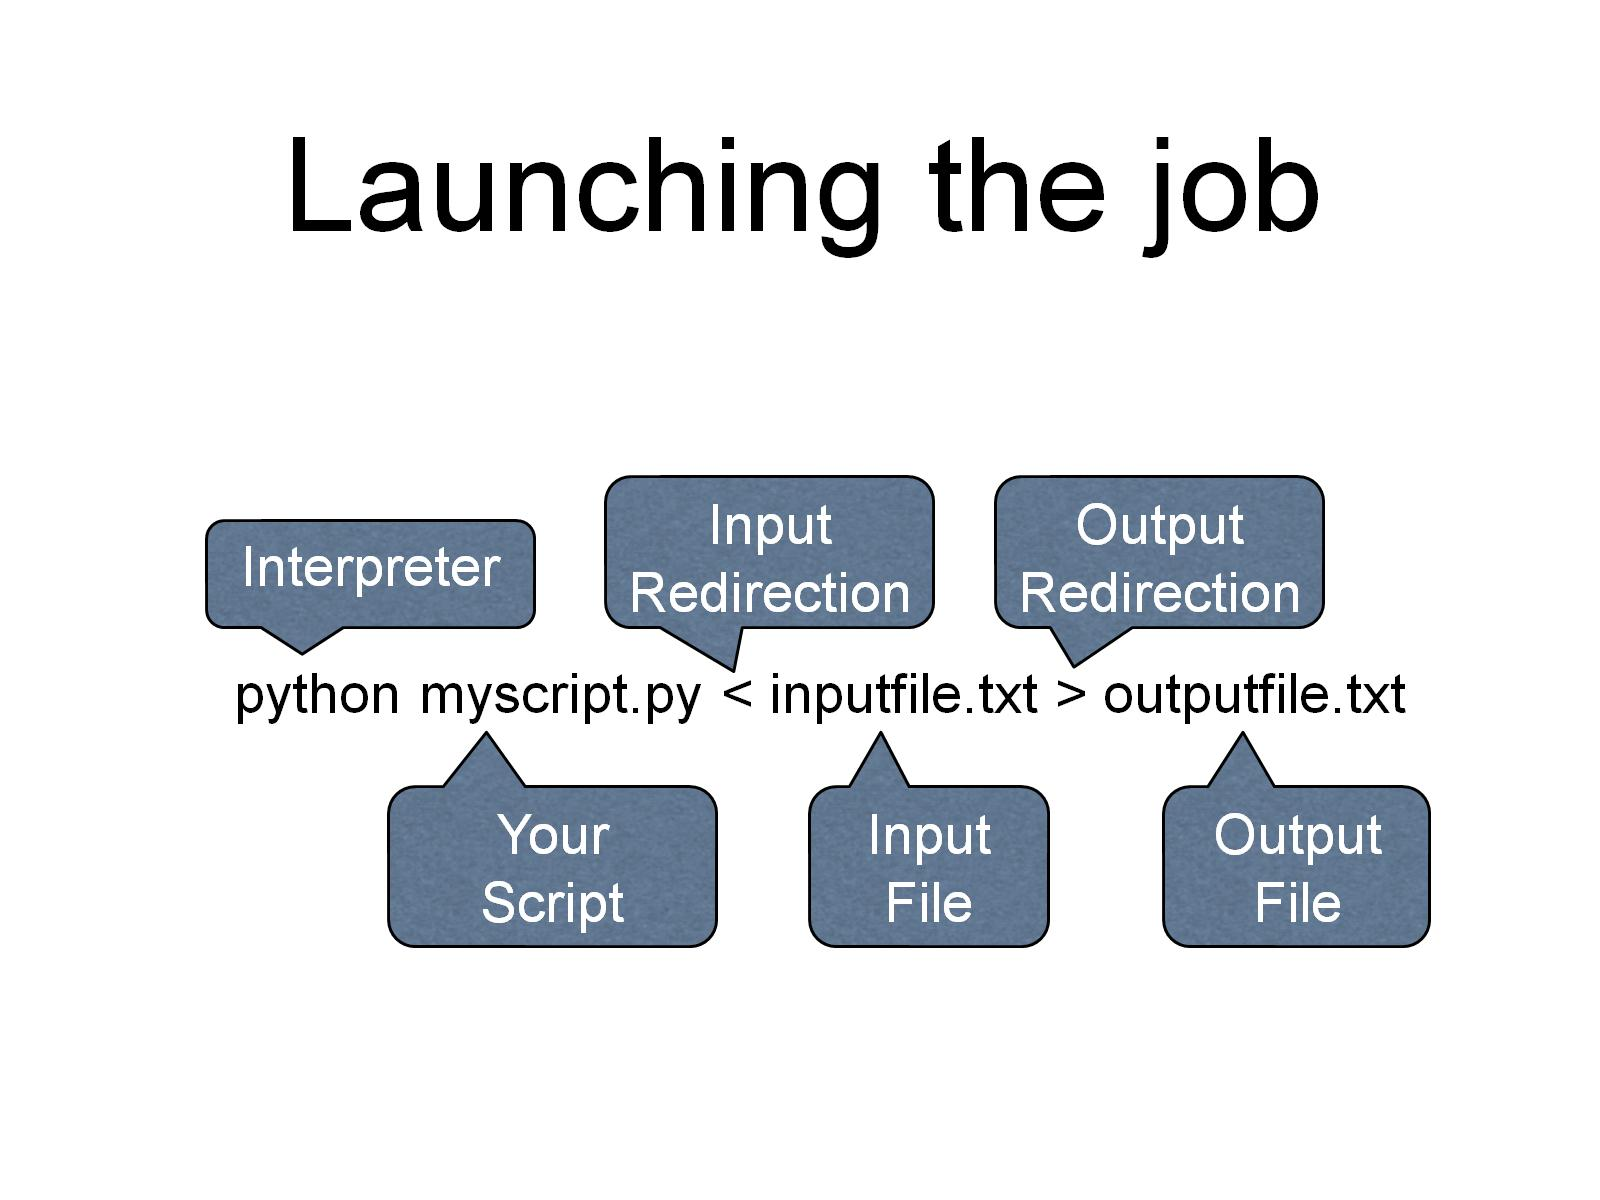 Launching the job
Interpreter
Input
Redirection
Output
Redirection
python myscript.py < inputfile.txt > outputfile.txt
Your
Script
Input
File
Output
File